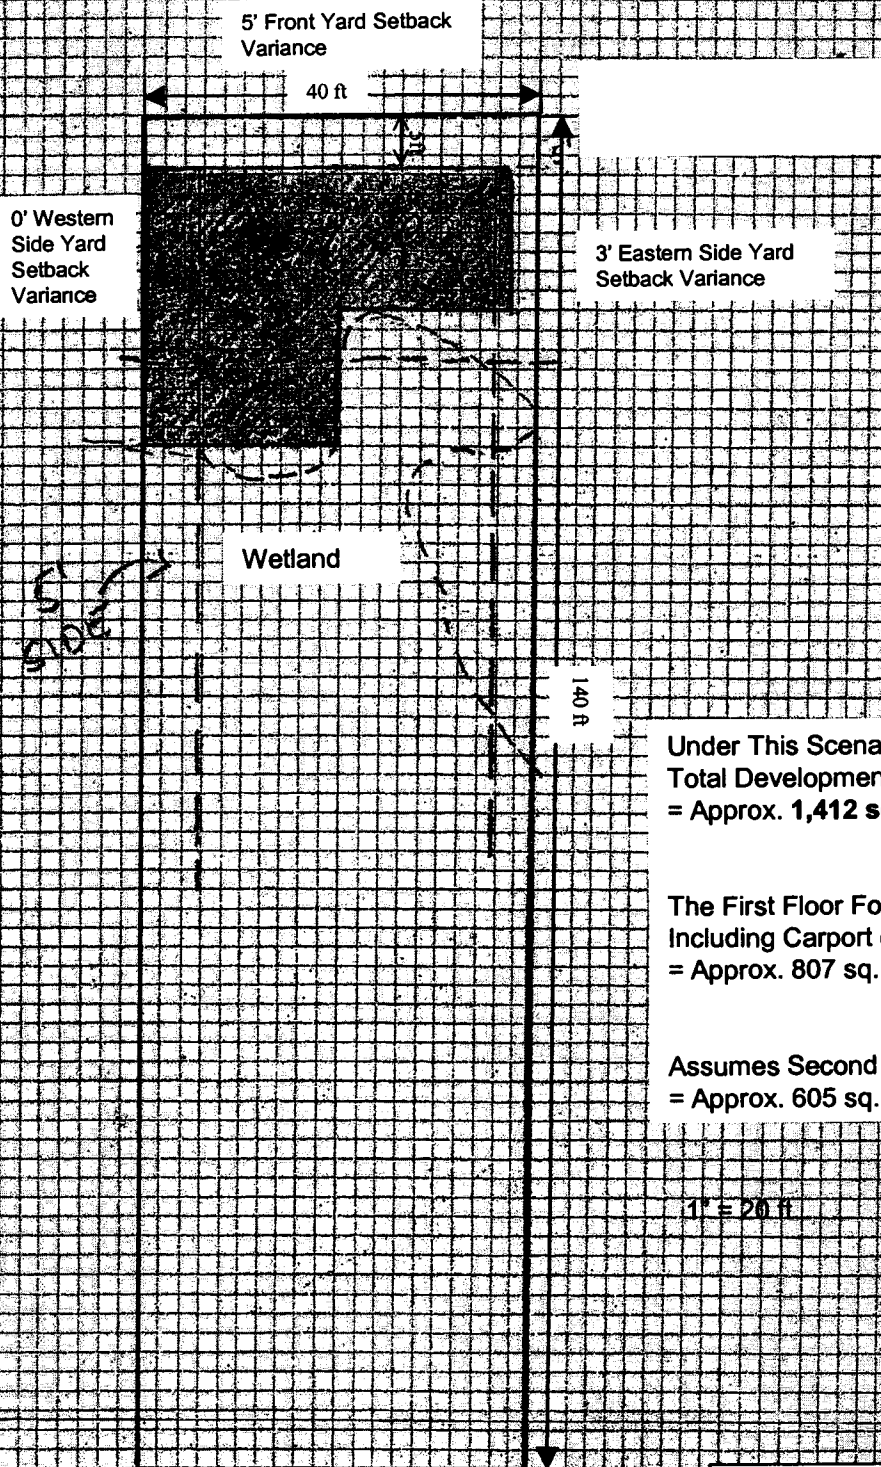 5' Front Yard Setback
Variance
40 ft
5ft
0' Western
Side Yard
Setback
Variance
3' Eastern Side Yard
Setback Variance
Wetland
5'
SIDE
140 ft
Under This Scena
Total Developmen
= Approx. 1,412 s
The First Floor Fo
Including Carport
= Approx. 807 sq.
Assumes Second
= Approx. 605 sq.
1" = 20 ft